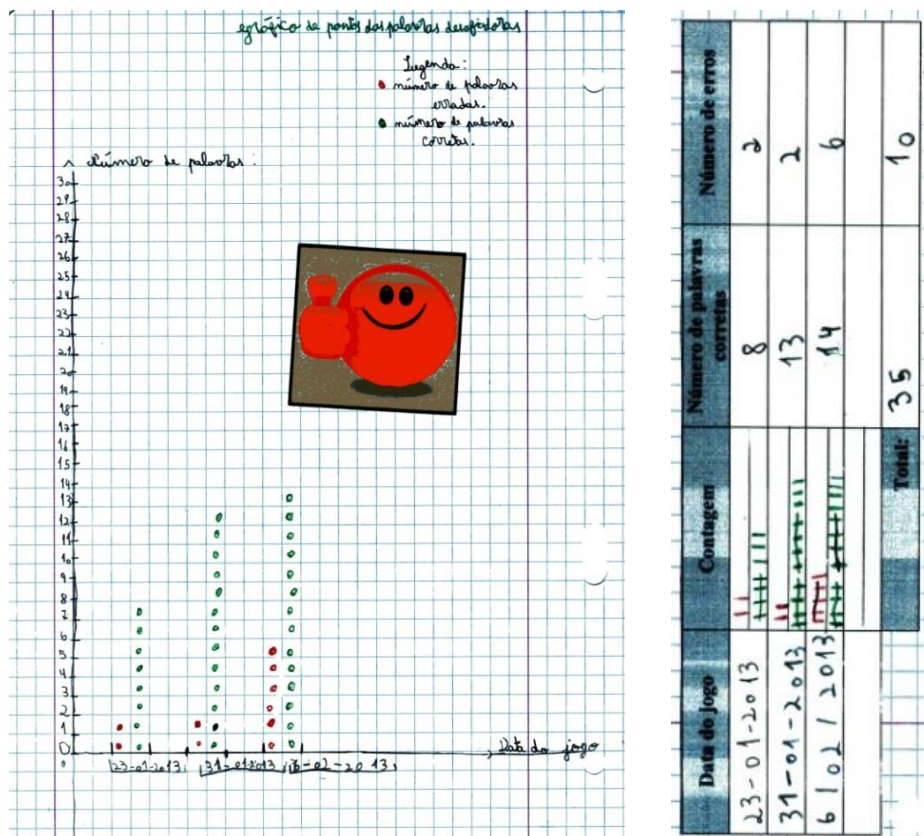 gráfico de pontos das palavras desafiadoras
Legenda:
número de palavras
erradas.
número de palavras
corretas.
Número de palavras:
30
29
28
27
26
25
24
23
22
21
20
19
18
17
16
15
14
13
12
11
10
9
8
7
6
5
4
3
2
1
0
Data do jogo
23-01-2013 31-01-2013 6-02-2013
Data do jogo Contagem Número de palavras corretas Número de erros
23-01-2013 8 2
31-01-2013 13 2
6/02/2013 14 6
Total: 35 10